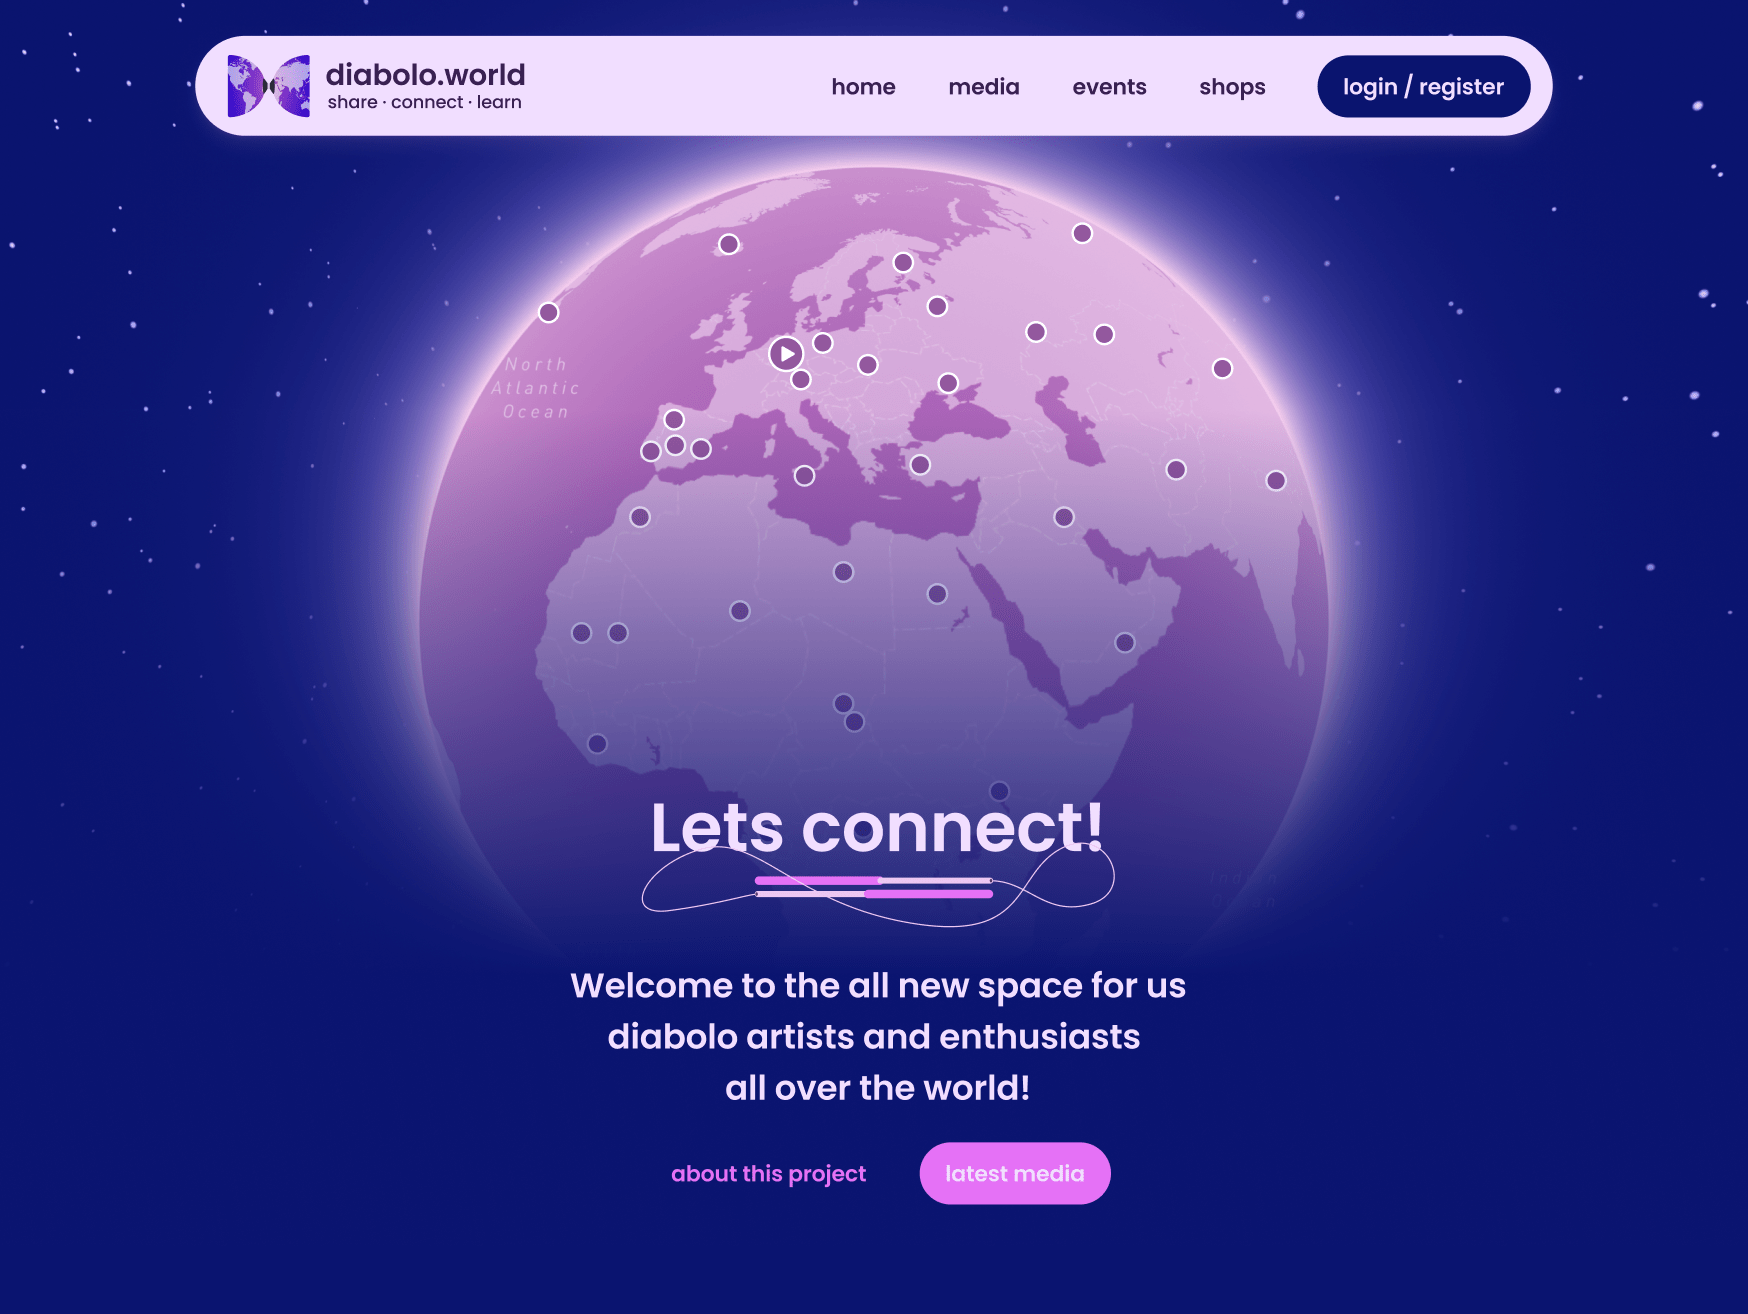 diabolo.world
share · connect · learn
home
media
events
shops
login / register
North
Atlantic
Ocean
Lets connect!
Welcome to the all new space for us
diabolo artists and enthusiasts
all over the world!
about this project
latest media